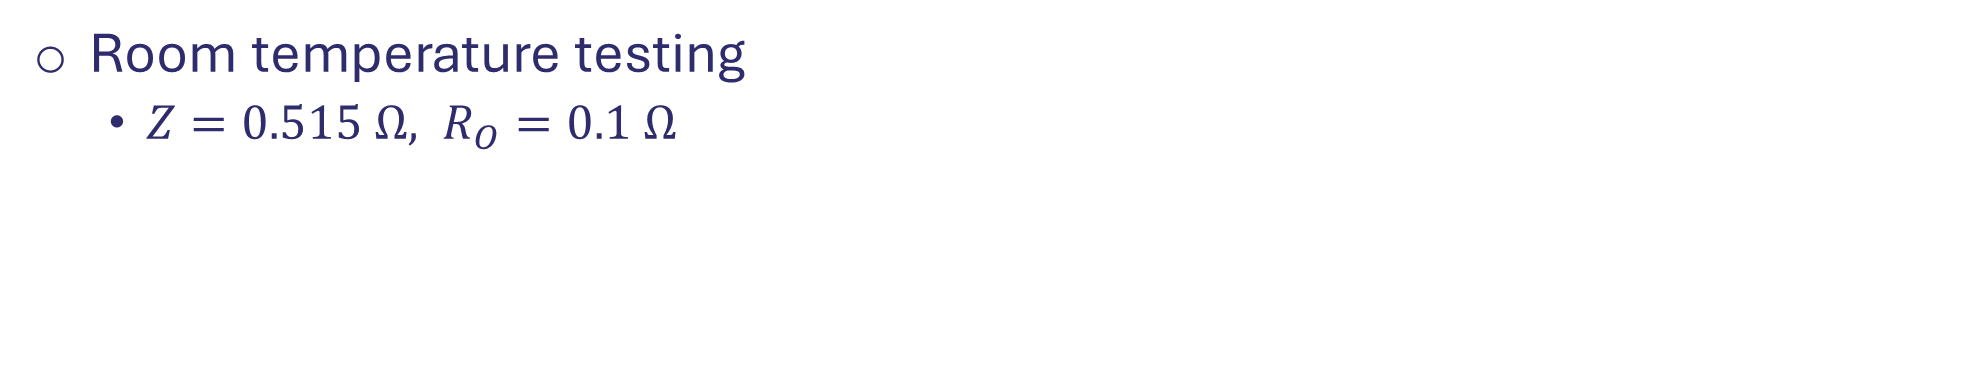 ○ Room temperature testing
• Z = 0.515 Ω, R_O = 0.1 Ω